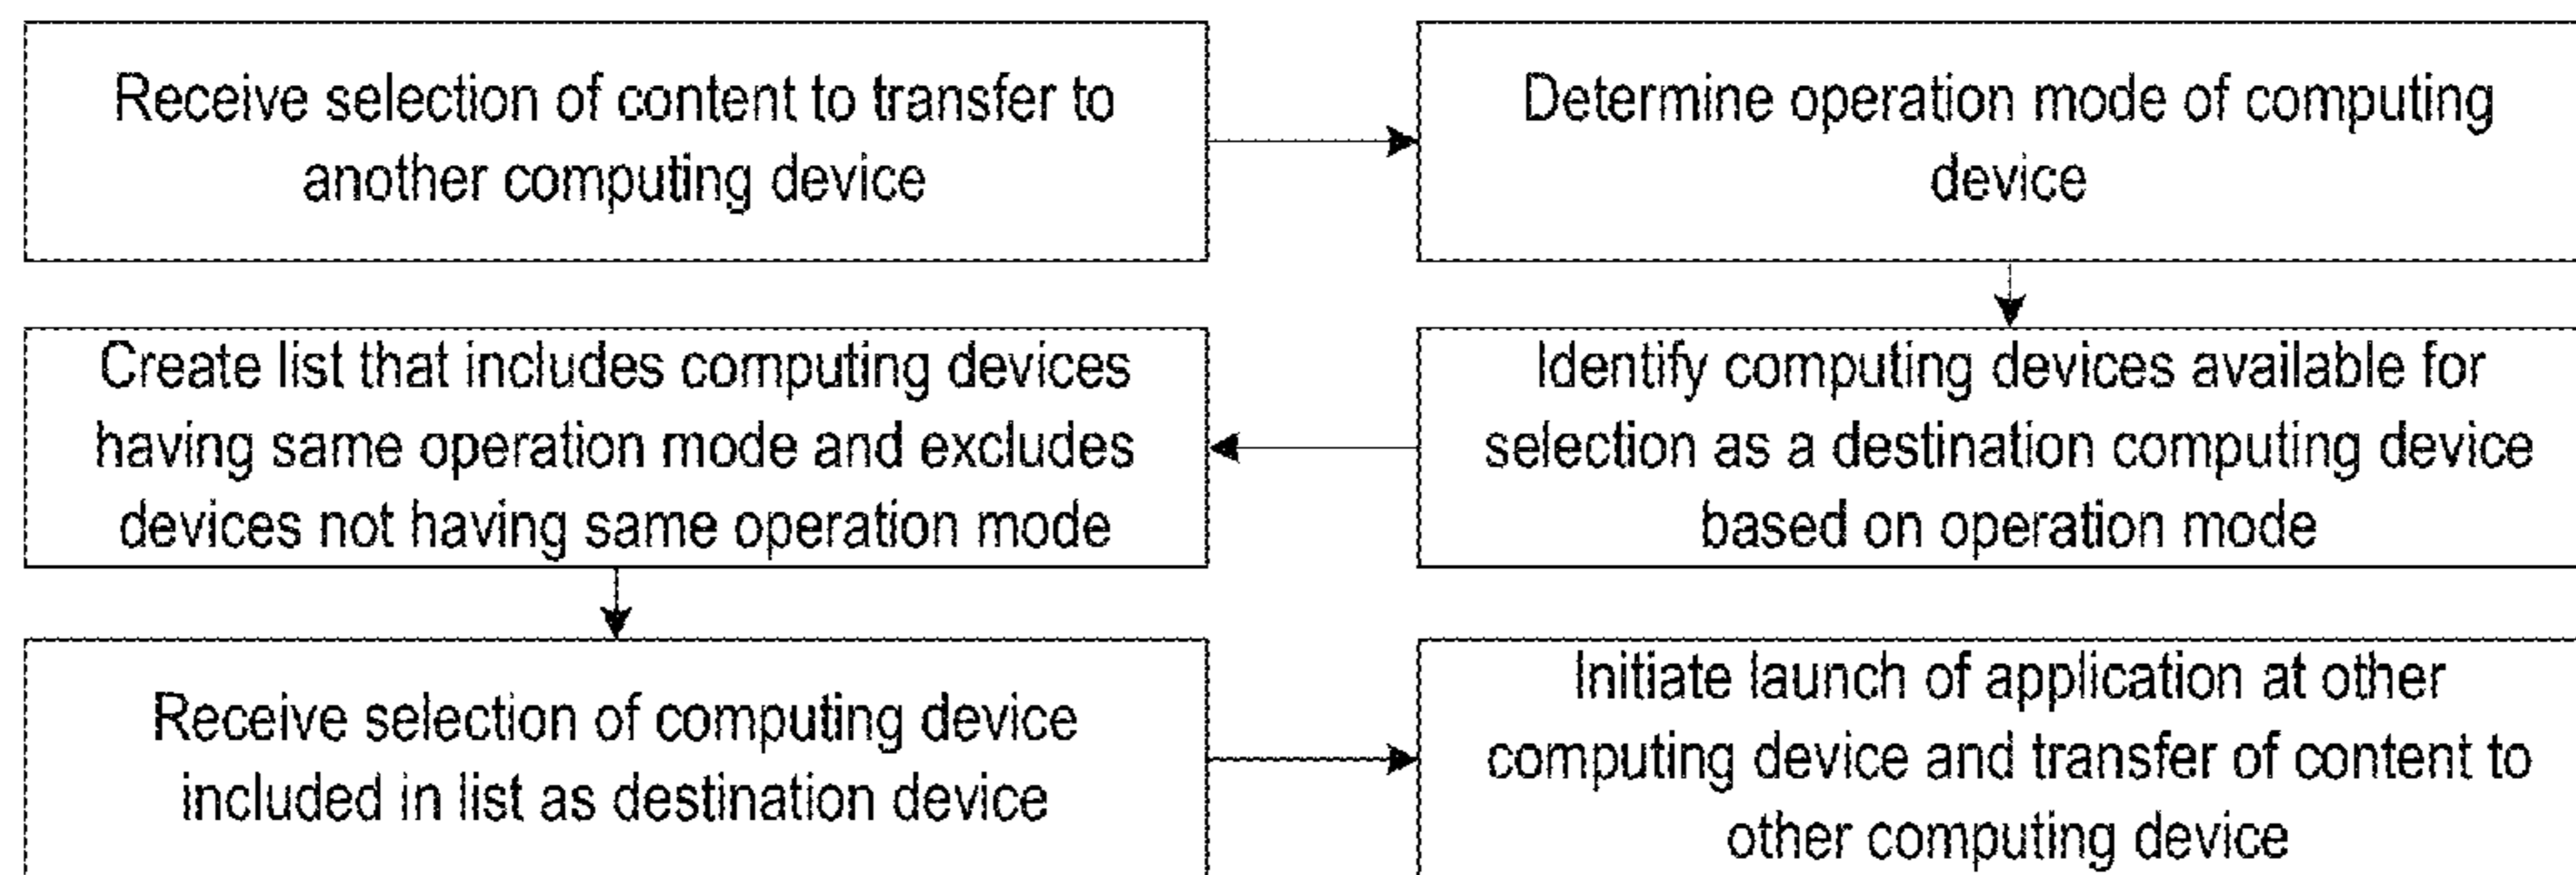 Receive selection of content to transfer to
another computing device
Determine operation mode of computing
device
Identify computing devices available for
selection as a destination computing device
based on operation mode
Create list that includes computing devices
having same operation mode and excludes
devices not having same operation mode
Receive selection of computing device
included in list as destination device
Initiate launch of application at other
computing device and transfer of content to
other computing device